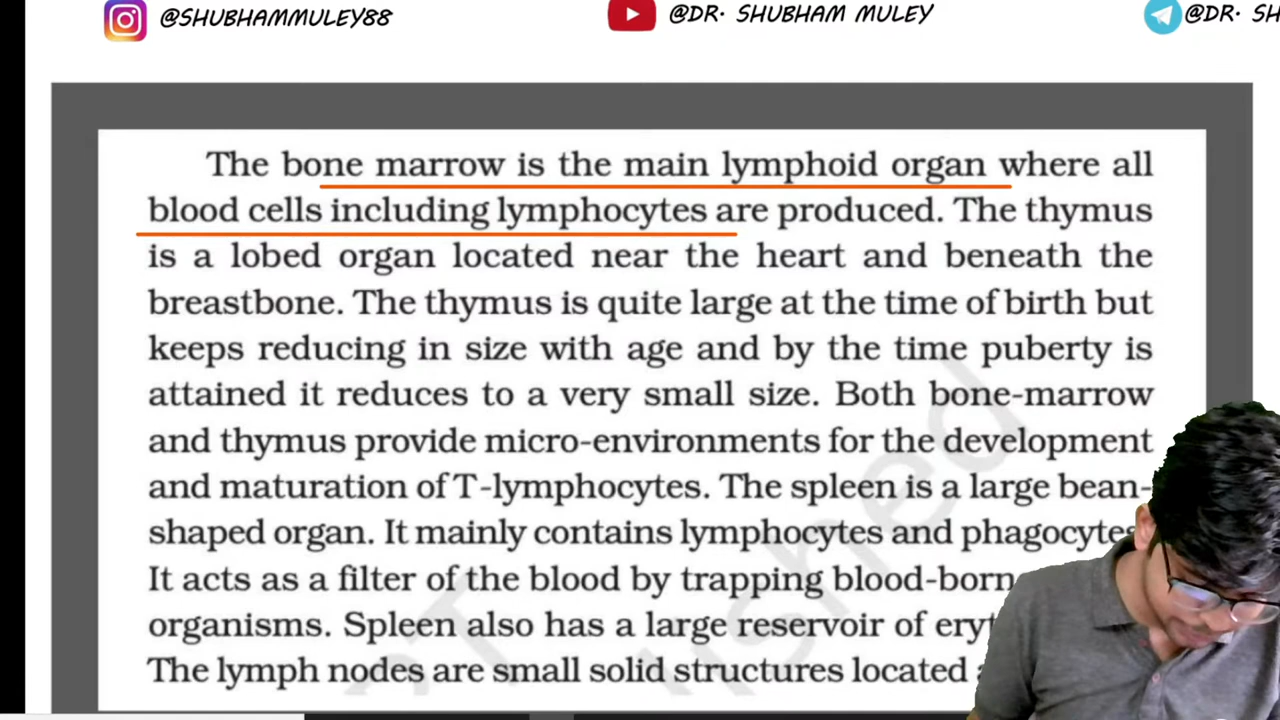 @SHUBHAMMULEY88
@DR. SHUBHAM MULEY
@DR. SH
The bone marrow is the main lymphoid organ where all
blood cells including lymphocytes are produced. The thymus
is a lobed organ located near the heart and beneath the
breastbone. The thymus is quite large at the time of birth but
keeps reducing in size with age and by the time puberty is
attained it reduces to a very small size. Both bone-marrow
and thymus provide micro-environments for the development
and maturation of T-lymphocytes. The spleen is a large bean-
shaped organ. It mainly contains lymphocytes and phagocytes
It acts as a filter of the blood by trapping blood-born
organisms. Spleen also has a large reservoir of
The lymph nodes are small solid structures located